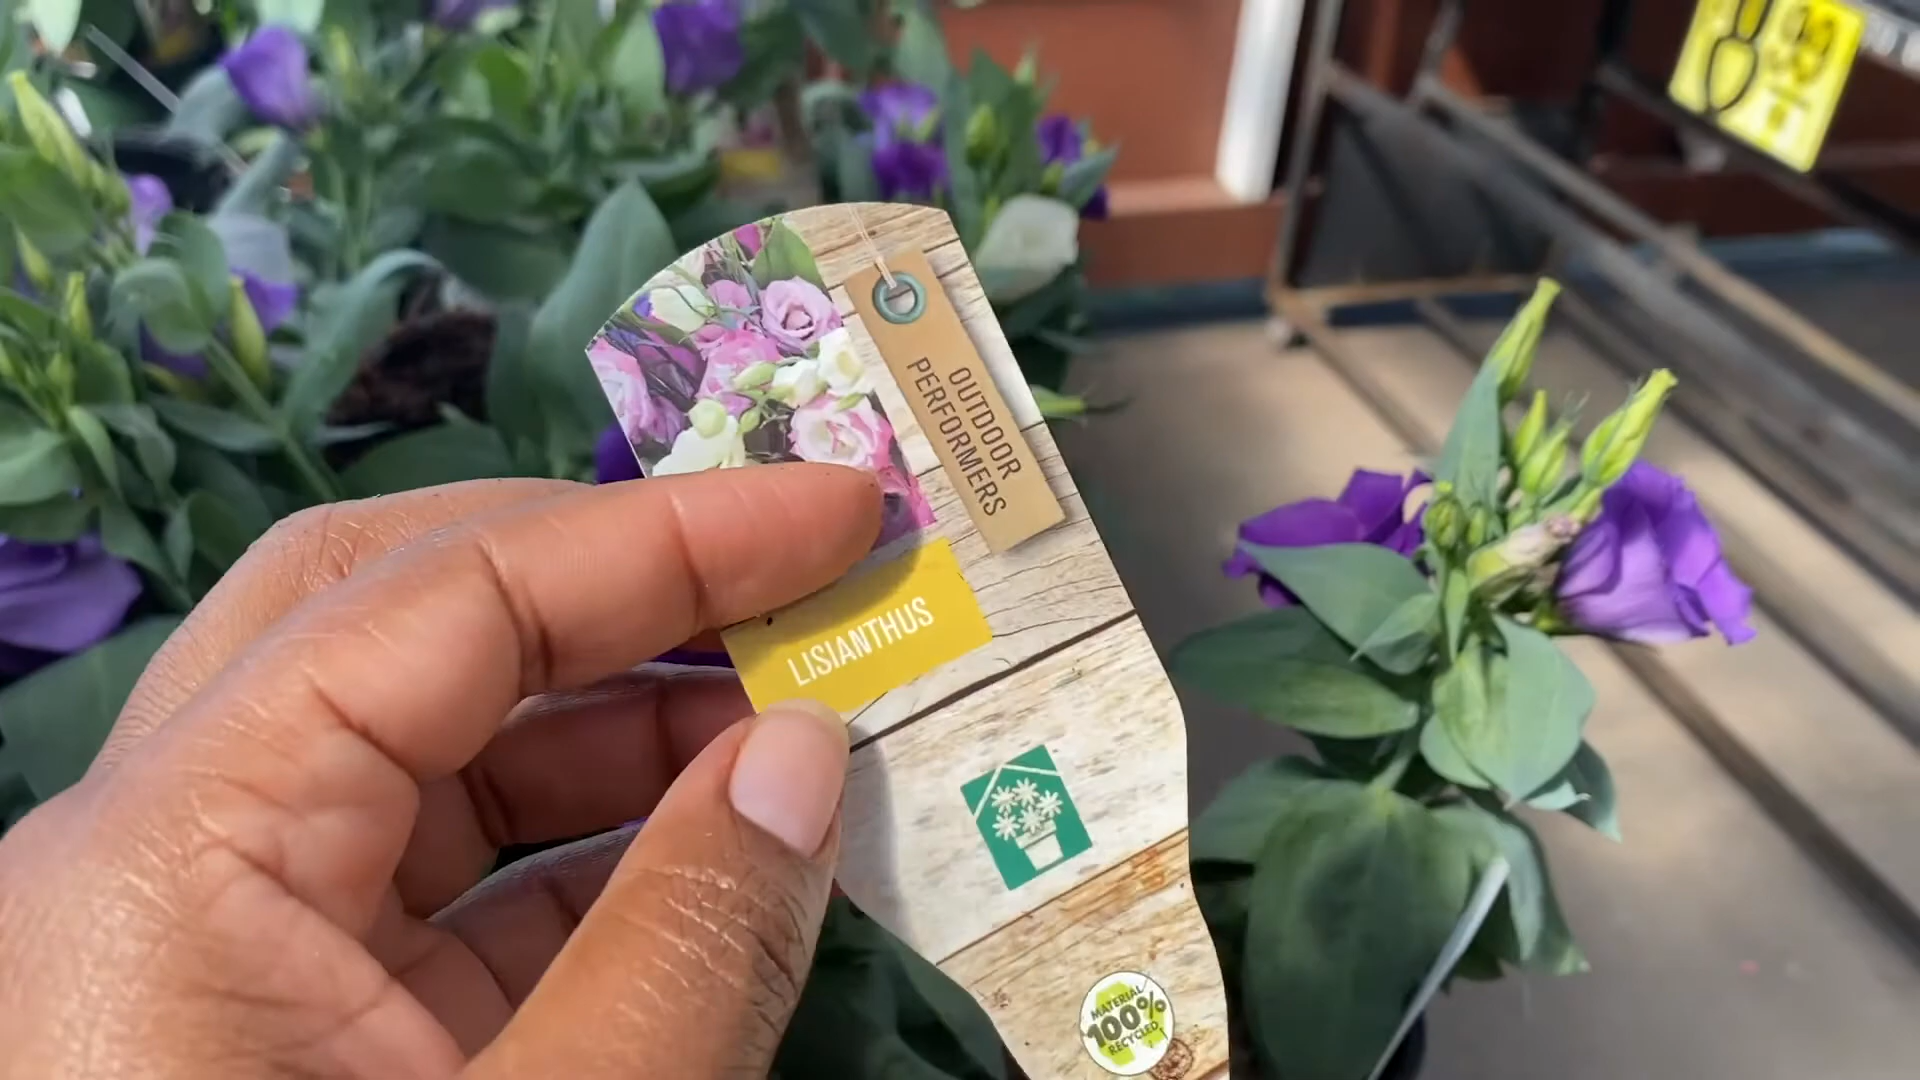 OUTDOOR
PERFORMERS
LISIANTHUS
MATERIAL
100%
RECYCLED